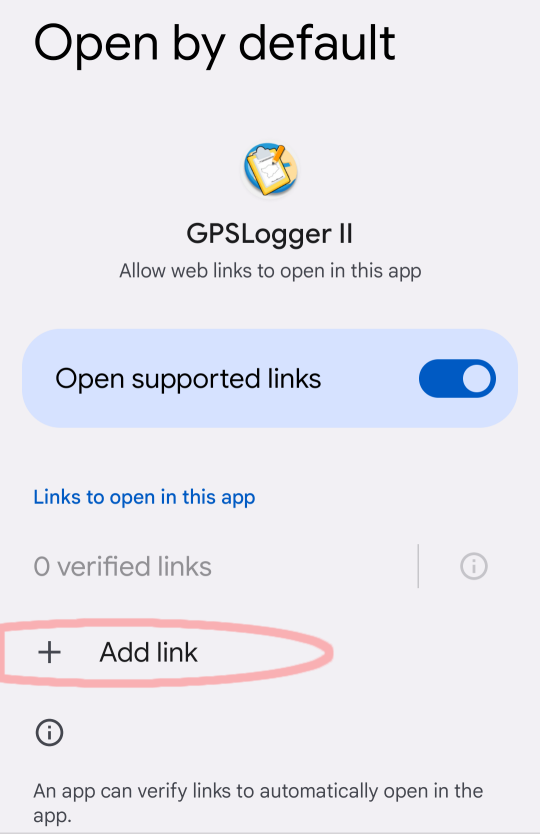 Open by default
GPSLogger II
Allow web links to open in this app
Open supported links
Links to open in this app
0 verified links
+ Add link
An app can verify links to automatically open in the
app.